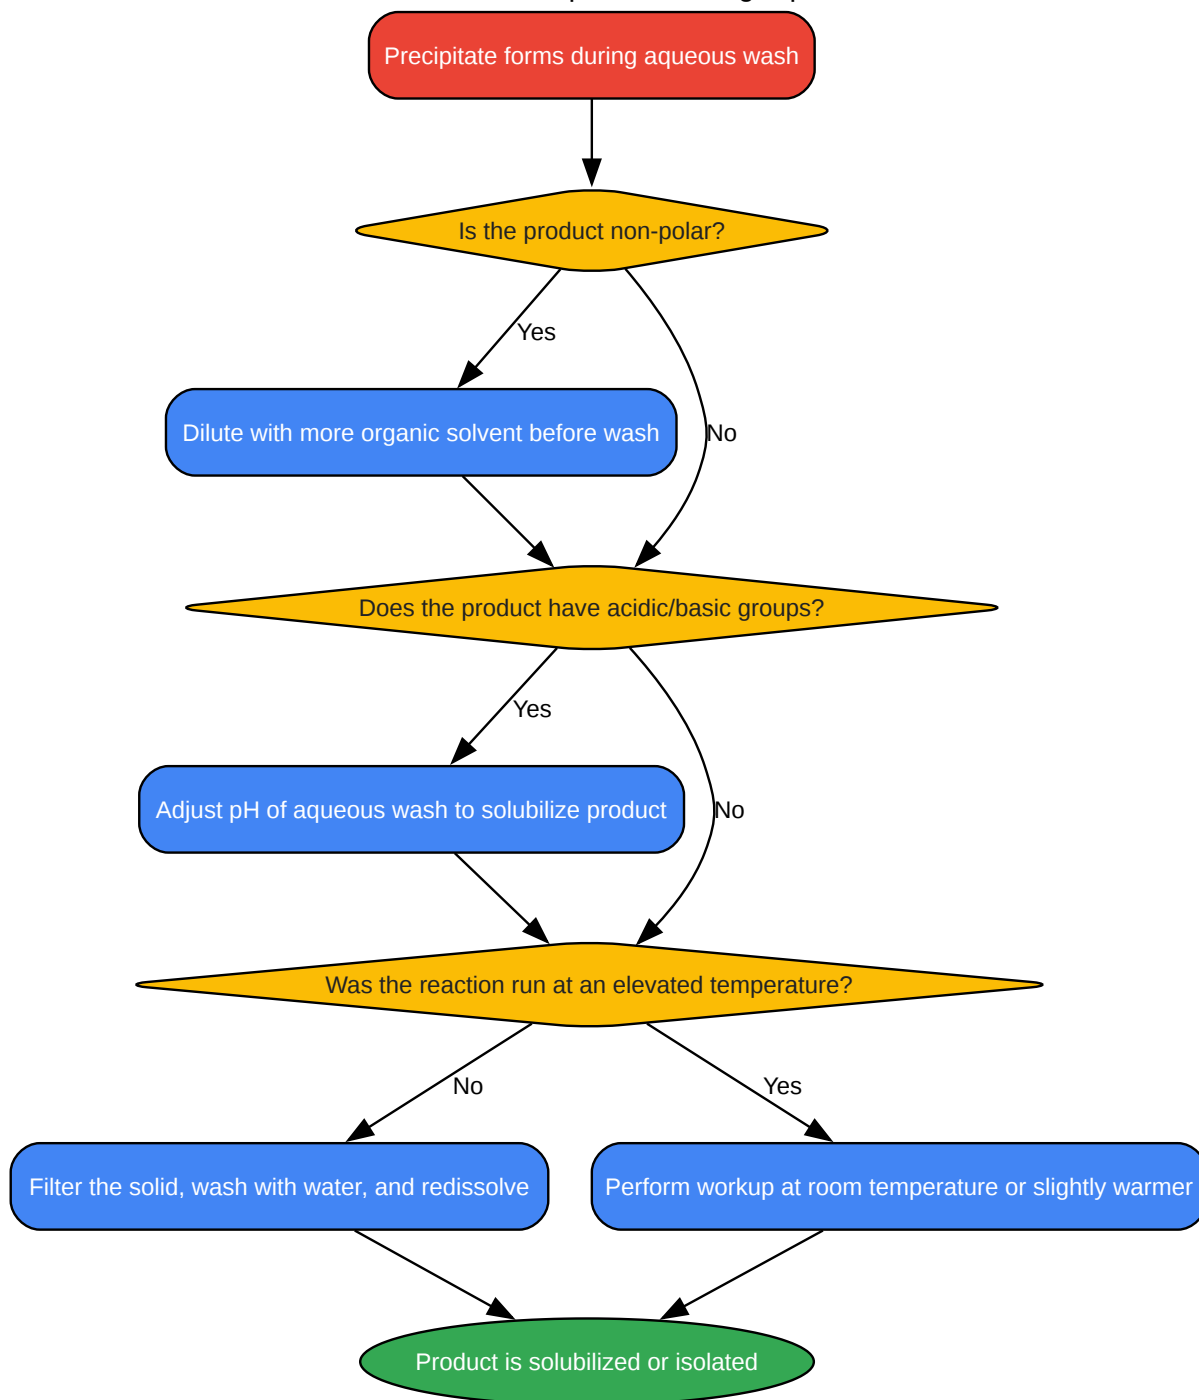 Precipitate forms during aqueous wash
Is the product non-polar?
Yes
Dilute with more organic solvent before wash
No
Does the product have acidic/basic groups?
Yes
Adjust pH of aqueous wash to solubilize product
No
Was the reaction run at an elevated temperature?
No
Yes
Filter the solid, wash with water, and redissolve
Perform workup at room temperature or slightly warmer
Product is solubilized or isolated